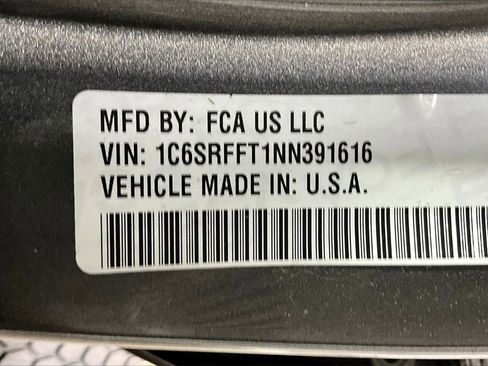 MFD BY: FCA US LLC
VIN: 1C6SRFFT1NN391616
VEHICLE MADE IN: U.S.A.